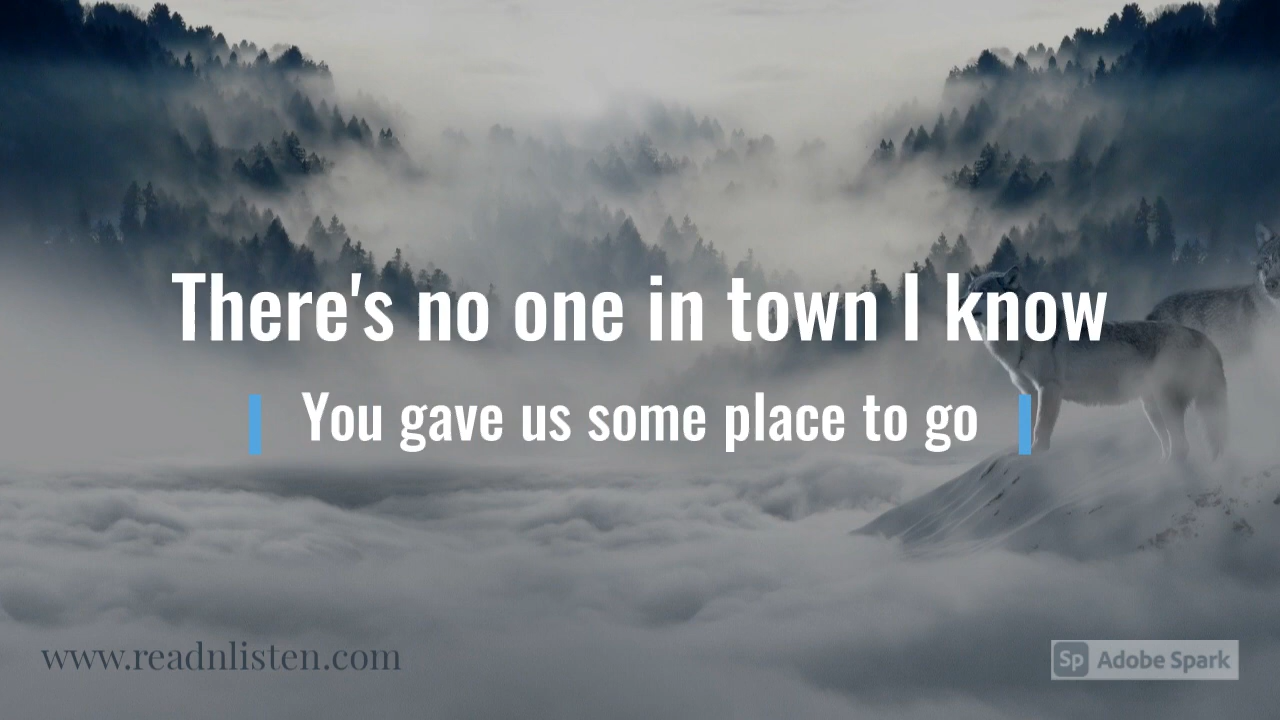 There's no one in town I know
You gave us some place to go
www.readnlisten.com
Sp Adobe Spark